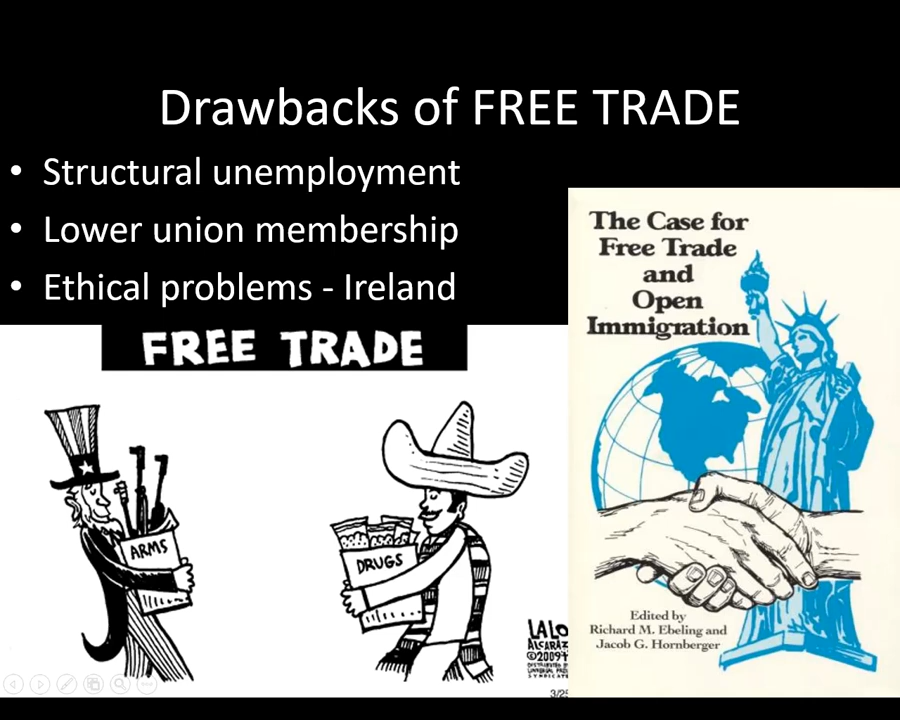 Drawbacks of FREE TRADE
• Structural unemployment
• Lower union membership
• Ethical problems - Ireland
FREE TRADE
ARMS
DRUGS
LALO
ALCARAZ
©2009
DISTRIBUTED BY
UNIVERSAL PRESS
SYNDICATE
3/25
The Case for
Free Trade
and
Open
Immigration
Edited by
Richard M. Ebeling and
Jacob G. Hornberger